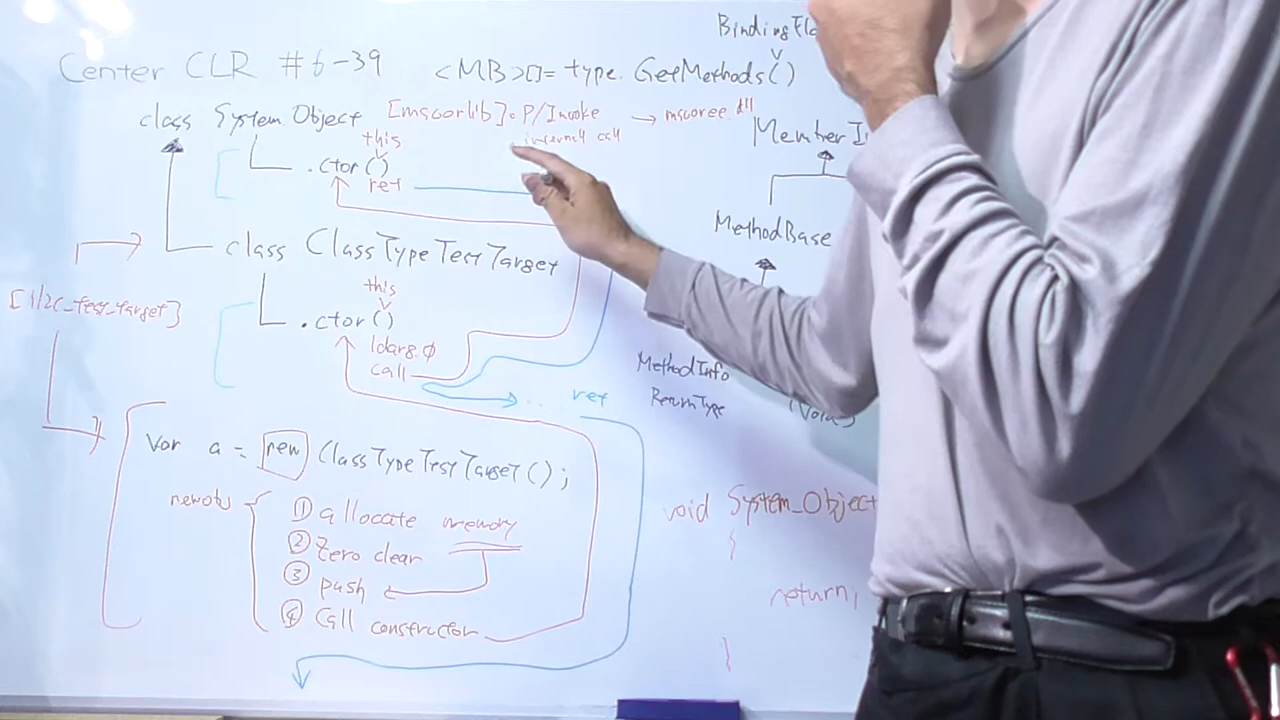 BindingFla
Center CLR #6-39
<MB>[]= type. GetMethods()
class System.Object [mscorlib]. P/Invoke → mscoree.dll
internal call
this
.ctor()
ret
MemberI
MethodBase
class ClassTypeTestTarget
this
.ctor()
ldarg.0
call
ret
MethodInfo
ReturnType
(Void)
var a = new ClassTypeTestTarget();
newobj
① allocate memory
② Zero clear
③ push
④ Call constructor
void System_Object
{
return;
}